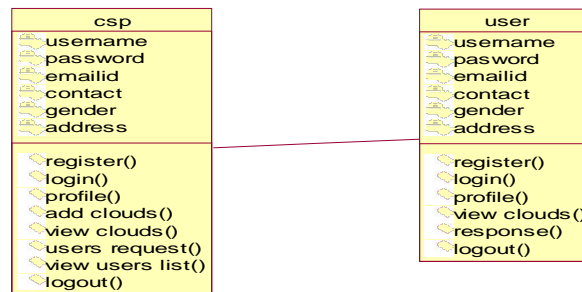 csp
username
password
emailid
contact
gender
address
register()
login()
profile()
add clouds()
view clouds()
users request()
view users list()
logout()
user
username
pasword
emailid
contact
gender
address
register()
login()
profile()
view clouds()
response()
logout()